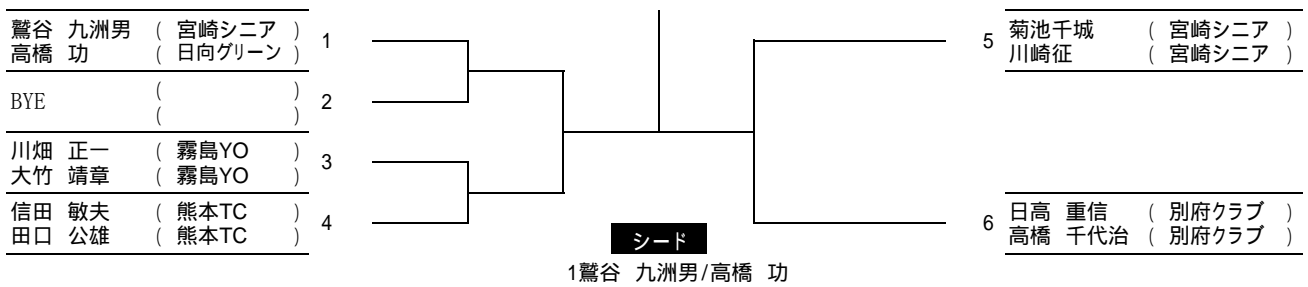 鷲谷 九洲男 ( 宮崎シニア ) 1
高橋 功 ( 日向グリーン )
BYE ( ) 2
( )
川畑 正一 ( 霧島YO ) 3
大竹 靖章 ( 霧島YO )
信田 敏夫 ( 熊本TC ) 4
田口 公雄 ( 熊本TC )
5 菊池千城 ( 宮崎シニア )
川崎征 ( 宮崎シニア )
6 日高 重信 ( 別府クラブ )
高橋 千代治 ( 別府クラブ )
シード
1鷲谷 九洲男/高橋 功